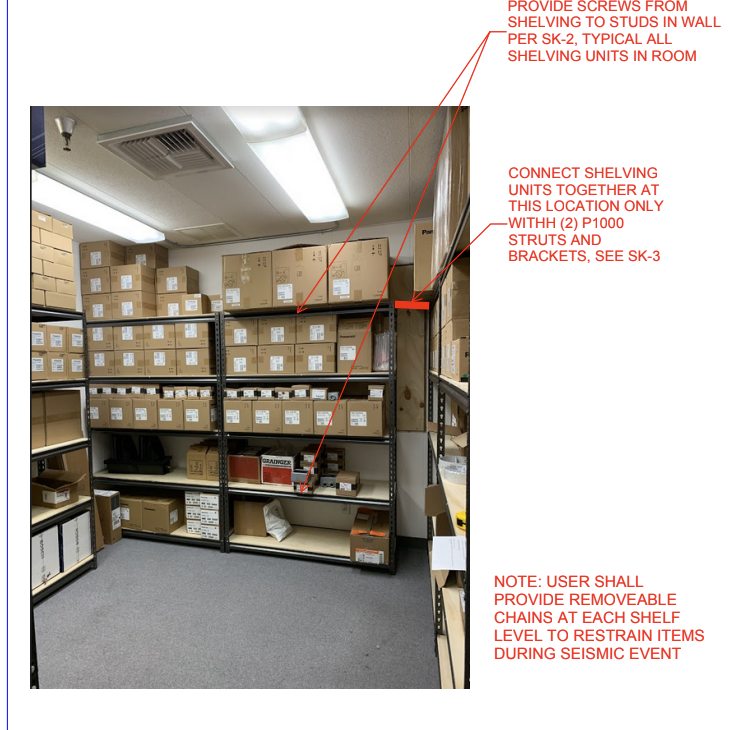 PROVIDE SCREWS FROM
SHELVING TO STUDS IN WALL
PER SK-2, TYPICAL ALL
SHELVING UNITS IN ROOM
CONNECT SHELVING
UNITS TOGETHER AT
THIS LOCATION ONLY
WITHH (2) P1000
STRUTS AND
BRACKETS, SEE SK-3
GRAINGER
NOTE: USER SHALL
PROVIDE REMOVEABLE
CHAINS AT EACH SHELF
LEVEL TO RESTRAIN ITEMS
DURING SEISMIC EVENT